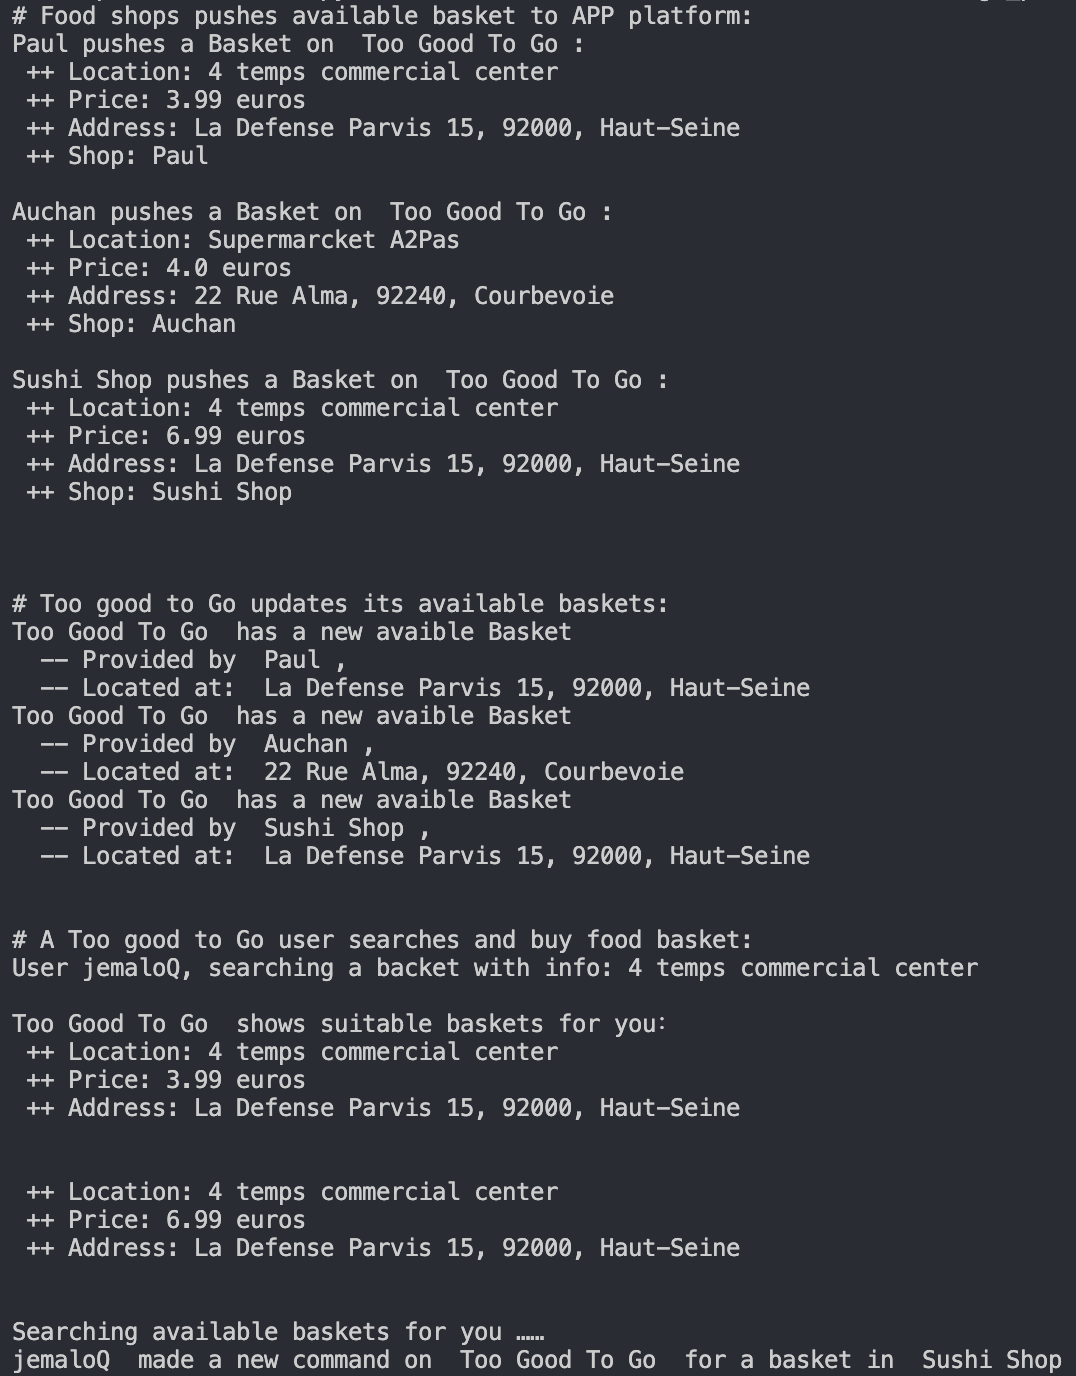 # Food shops pushes available basket to APP platform:
Paul pushes a Basket on  Too Good To Go :
 ++ Location: 4 temps commercial center
 ++ Price: 3.99 euros
 ++ Address: La Defense Parvis 15, 92000, Haut-Seine
 ++ Shop: Paul
Auchan pushes a Basket on  Too Good To Go :
 ++ Location: Supermarcket A2Pas
 ++ Price: 4.0 euros
 ++ Address: 22 Rue Alma, 92240, Courbevoie
 ++ Shop: Auchan
Sushi Shop pushes a Basket on  Too Good To Go :
 ++ Location: 4 temps commercial center
 ++ Price: 6.99 euros
 ++ Address: La Defense Parvis 15, 92000, Haut-Seine
 ++ Shop: Sushi Shop
# Too good to Go updates its available baskets:
Too Good To Go  has a new avaible Basket
  -- Provided by  Paul ,
  -- Located at:  La Defense Parvis 15, 92000, Haut-Seine
Too Good To Go  has a new avaible Basket
  -- Provided by  Auchan ,
  -- Located at:  22 Rue Alma, 92240, Courbevoie
Too Good To Go  has a new avaible Basket
  -- Provided by  Sushi Shop ,
  -- Located at:  La Defense Parvis 15, 92000, Haut-Seine
# A Too good to Go user searches and buy food basket:
User jemaloQ, searching a backet with info: 4 temps commercial center
Too Good To Go  shows suitable baskets for you:
 ++ Location: 4 temps commercial center
 ++ Price: 3.99 euros
 ++ Address: La Defense Parvis 15, 92000, Haut-Seine
 ++ Location: 4 temps commercial center
 ++ Price: 6.99 euros
 ++ Address: La Defense Parvis 15, 92000, Haut-Seine
Searching available baskets for you ……
jemaloQ  made a new command on  Too Good To Go  for a basket in  Sushi Shop